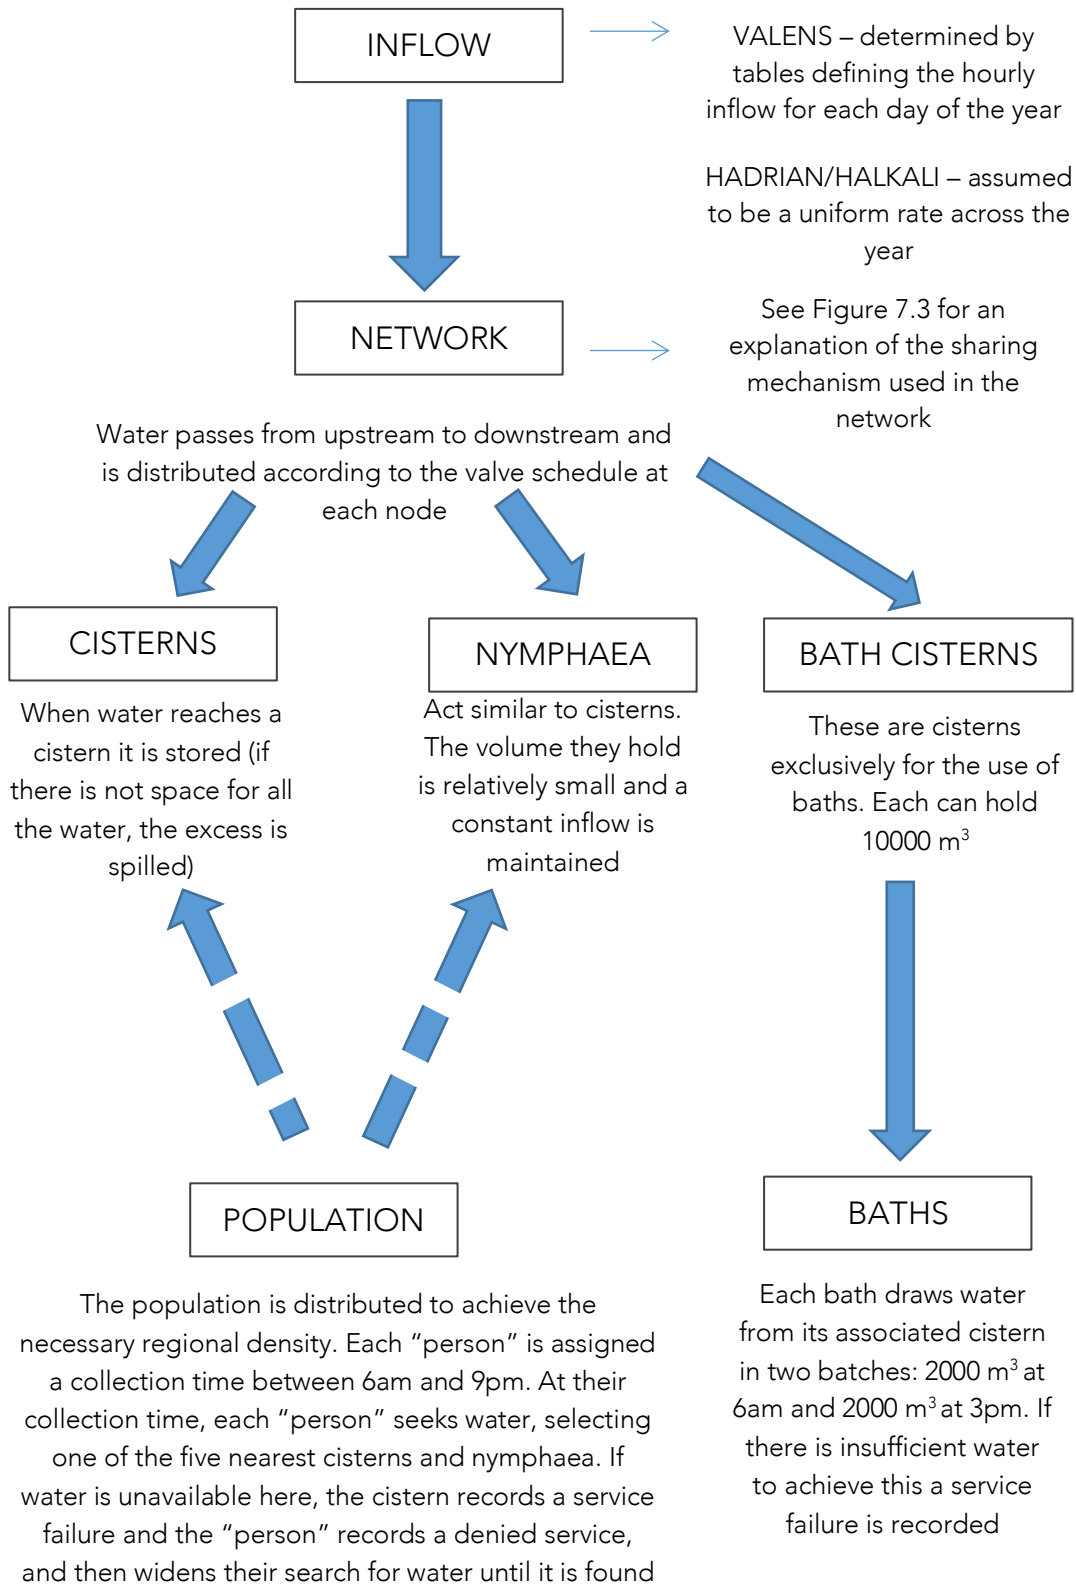 INFLOW
VALENS – determined by
tables defining the hourly
inflow for each day of the year
HADRIAN/HALKALI – assumed
to be a uniform rate across the
year
NETWORK
See Figure 7.3 for an
explanation of the sharing
mechanism used in the
network
Water passes from upstream to downstream and
is distributed according to the valve schedule at
each node
CISTERNS
When water reaches a
cistern it is stored (if
there is not space for all
the water, the excess is
spilled)
NYMPHAEA
Act similar to cisterns.
The volume they hold
is relatively small and a
constant inflow is
maintained
BATH CISTERNS
These are cisterns
exclusively for the use of
baths. Each can hold
10000 m³
POPULATION
The population is distributed to achieve the
necessary regional density. Each “person” is assigned
a collection time between 6am and 9pm. At their
collection time, each “person” seeks water, selecting
one of the five nearest cisterns and nymphaea. If
water is unavailable here, the cistern records a service
failure and the “person” records a denied service,
and then widens their search for water until it is found
BATHS
Each bath draws water
from its associated cistern
in two batches: 2000 m³ at
6am and 2000 m³ at 3pm. If
there is insufficient water
to achieve this a service
failure is recorded